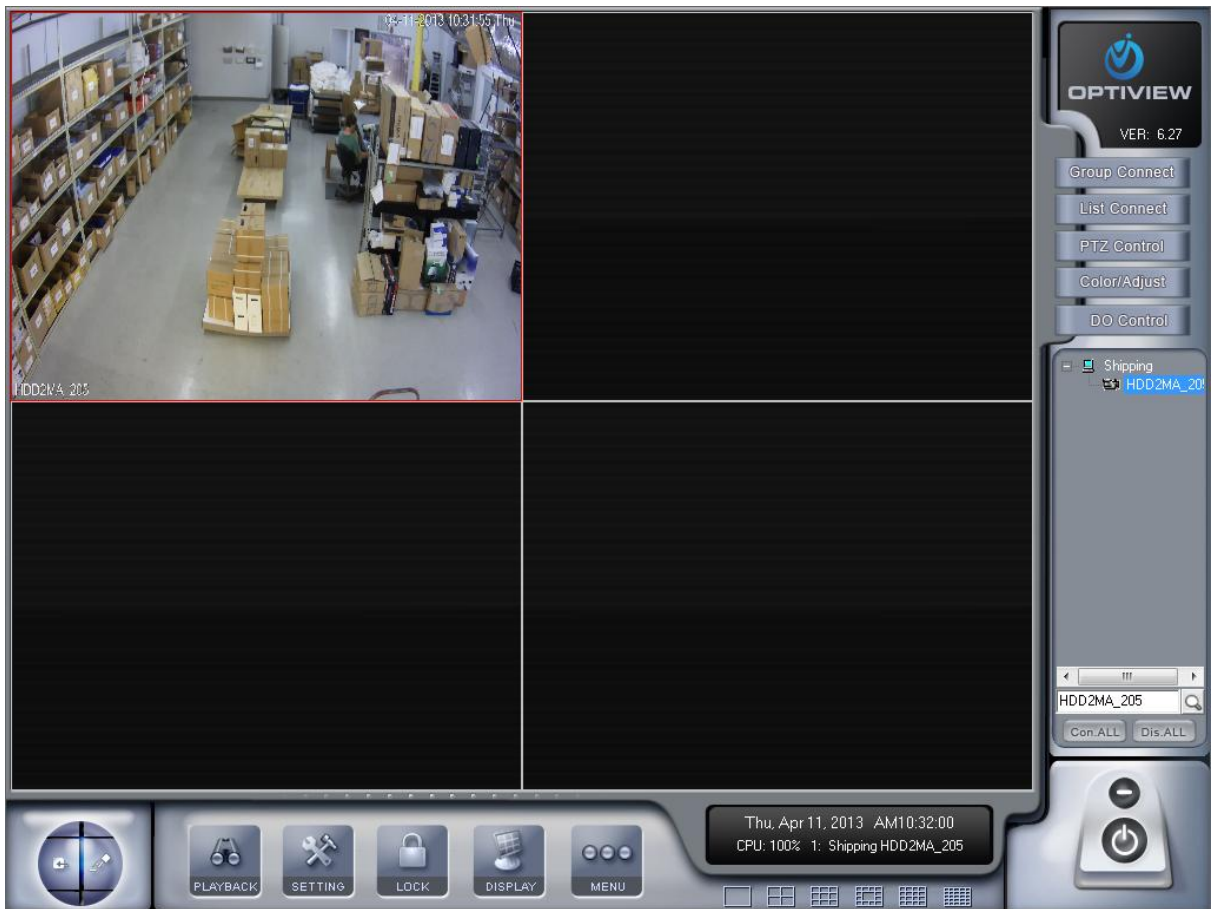 04-11-2013 10:31:55 Thu
HDD2MA_205
OPTIVIEW
VER: 6.27
Group Connect
List Connect
PTZ Control
Color/Adjust
DO Control
Shipping
HDD2MA_20
HDD2MA_205
Con.ALL Dis.ALL
PLAYBACK
SETTING
LOCK
DISPLAY
MENU
Thu, Apr 11, 2013 AM10:32:00
CPU: 100% 1: Shipping HDD2MA_205